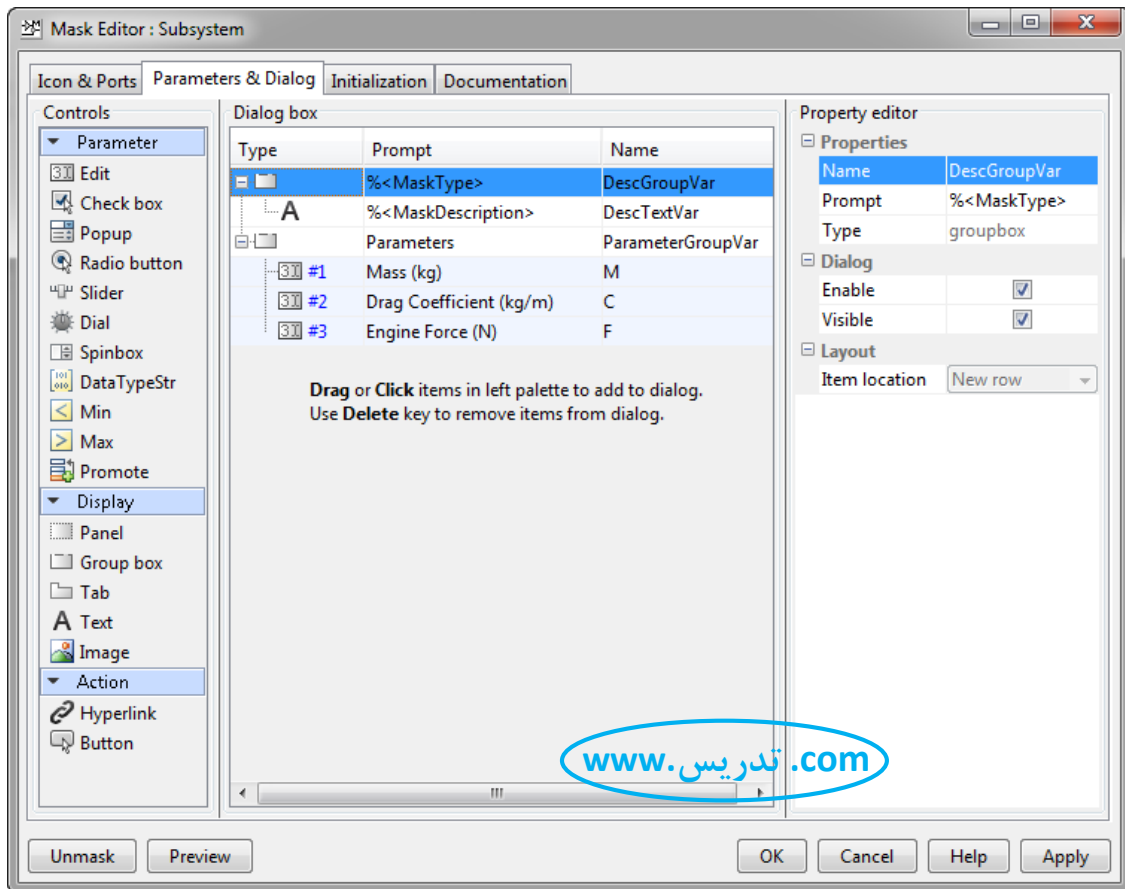 Mask Editor : Subsystem
Icon & Ports Parameters & Dialog Initialization Documentation
Controls
Parameter
Edit
Check box
Popup
Radio button
Slider
Dial
Spinbox
DataTypeStr
Min
Max
Promote
Display
Panel
Group box
Tab
A Text
Image
Action
Hyperlink
Button
Dialog box
Type Prompt Name
%<MaskType> DescGroupVar
A %<MaskDescription> DescTextVar
Parameters ParameterGroupVar
#1 Mass (kg) M
#2 Drag Coefficient (kg/m) C
#3 Engine Force (N) F
Drag or Click items in left palette to add to dialog.
Use Delete key to remove items from dialog.
www.تدریس.com
Property editor
Properties
Name DescGroupVar
Prompt %<MaskType>
Type groupbox
Dialog
Enable
Visible
Layout
Item location New row
Unmask Preview OK Cancel Help Apply